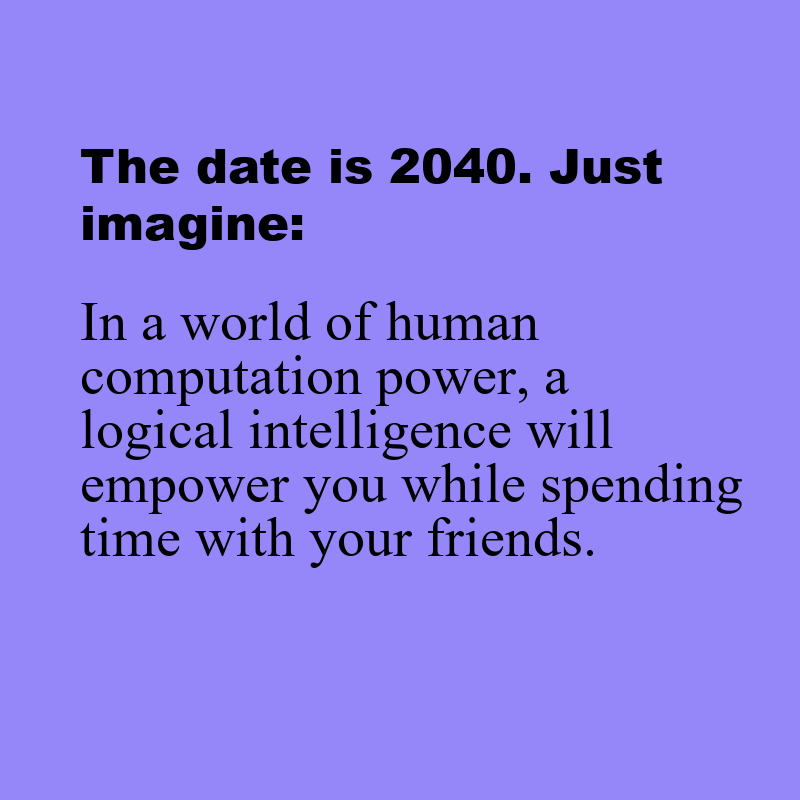 The date is 2040. Just
imagine:
In a world of human
computation power, a
logical intelligence will
empower you while spending
time with your friends.